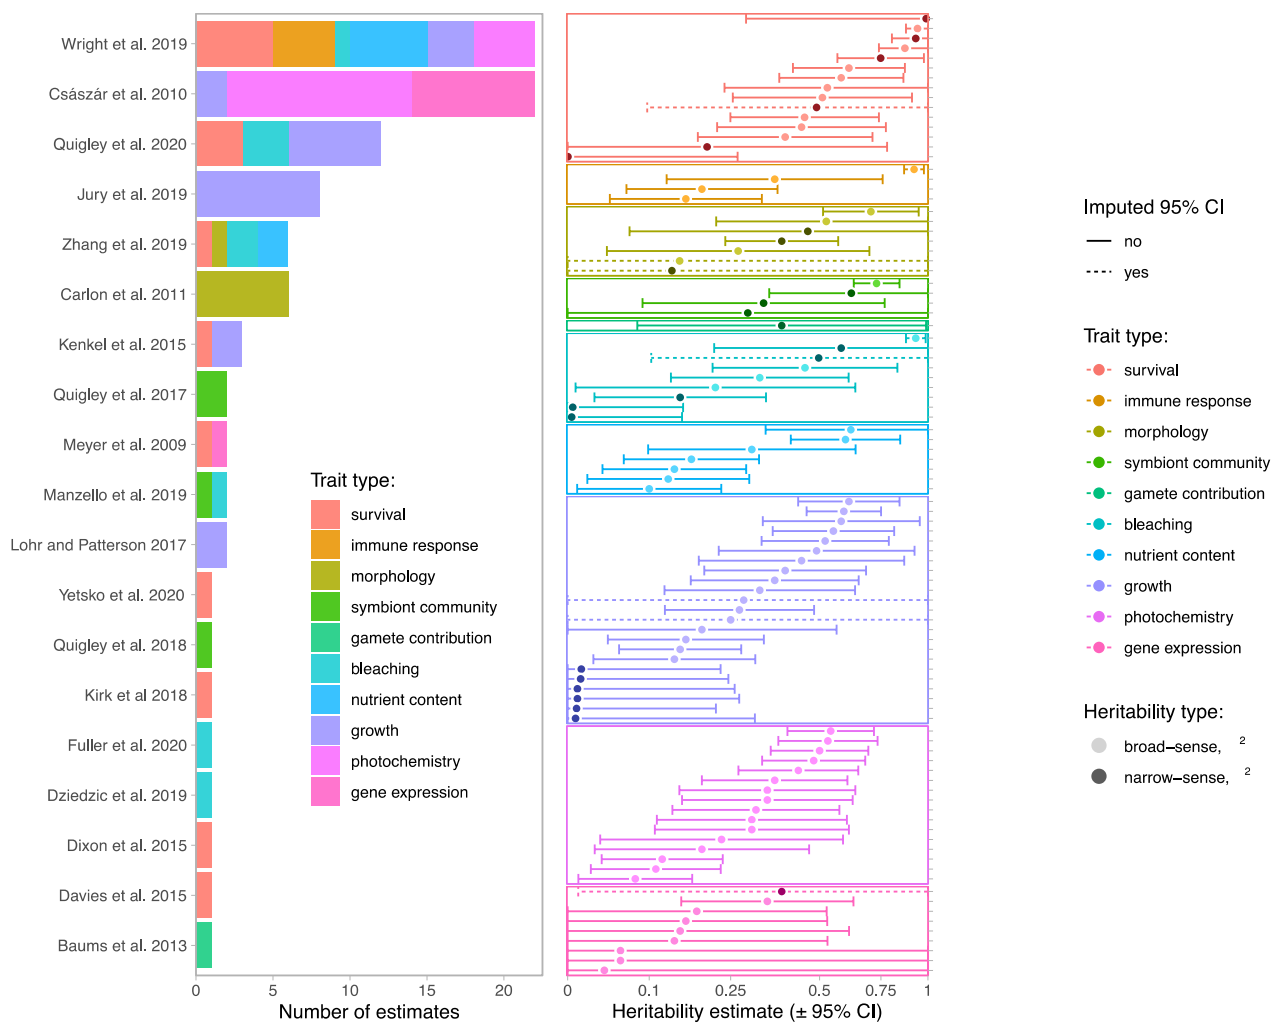 Wright et al. 2019
Császár et al. 2010
Quigley et al. 2020
Jury et al. 2019
Zhang et al. 2019
Carlon et al. 2011
Kenkel et al. 2015
Quigley et al. 2017
Meyer et al. 2009
Manzello et al. 2019
Lohr and Patterson 2017
Yetsko et al. 2020
Quigley et al. 2018
Kirk et al 2018
Fuller et al. 2020
Dziedzic et al. 2019
Dixon et al. 2015
Davies et al. 2015
Baums et al. 2013
0 5 10 15 20
Number of estimates
Trait type:
survival
immune response
morphology
symbiont community
gamete contribution
bleaching
nutrient content
growth
photochemistry
gene expression
0 0.1 0.25 0.5 0.75 1
Heritability estimate (± 95% CI)
Imputed 95% CI
no
yes
Trait type:
survival
immune response
morphology
symbiont community
gamete contribution
bleaching
nutrient content
growth
photochemistry
gene expression
Heritability type:
broad−sense, 2
narrow−sense, 2